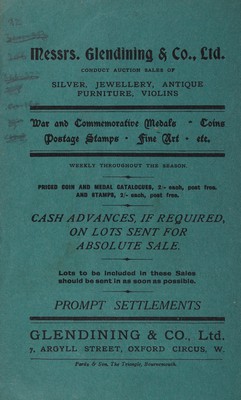 Messrs. Glendining & Co., Ltd.
CONDUCT AUCTION SALES OF
SILVER, JEWELLERY, ANTIQUE
FURNITURE, VIOLINS
War and Commemorative Medals - Coins
Postage Stamps - Fine Art - etc.
WEEKLY THROUGHOUT THE SEASON.
PRICED COIN AND MEDAL CATALOGUES, 2/- each, post free.
AND STAMPS, 1/- each, post free.
CASH ADVANCES, IF REQUIRED,
ON LOTS SENT FOR
ABSOLUTE SALE.
Lots to be included in these Sales
should be sent in as soon as possible.
PROMPT SETTLEMENTS
GLENDINING & CO., Ltd.
7, ARGYLL STREET, OXFORD CIRCUS, W.
The Triangle, Bournemouth.